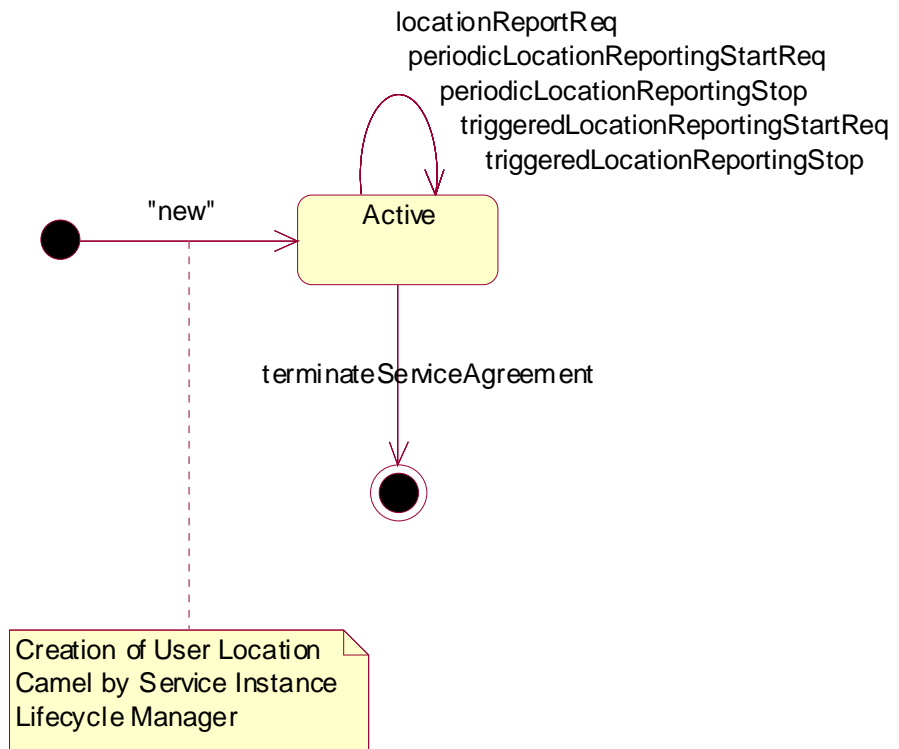 locationReportReq
periodicLocationReportingStartReq
periodicLocationReportingStop
triggeredLocationReportingStartReq
triggeredLocationReportingStop
"new"
Active
terminateServiceAgreement
Creation of User Location
Camel by Service Instance
Lifecycle Manager